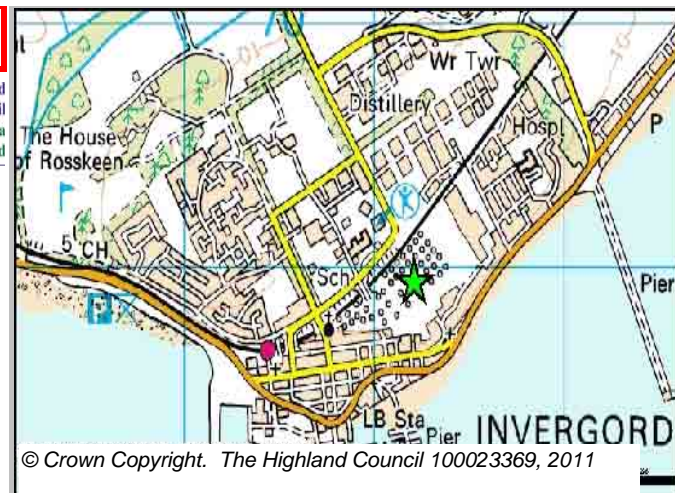 Wr Twr
Distillery
Hospl
The House
of Rosskeen
P
5
CH
Sch
Pier
LB Sta
Pier
INVERGORD
© Crown Copyright. The Highland Council 100023369, 2011